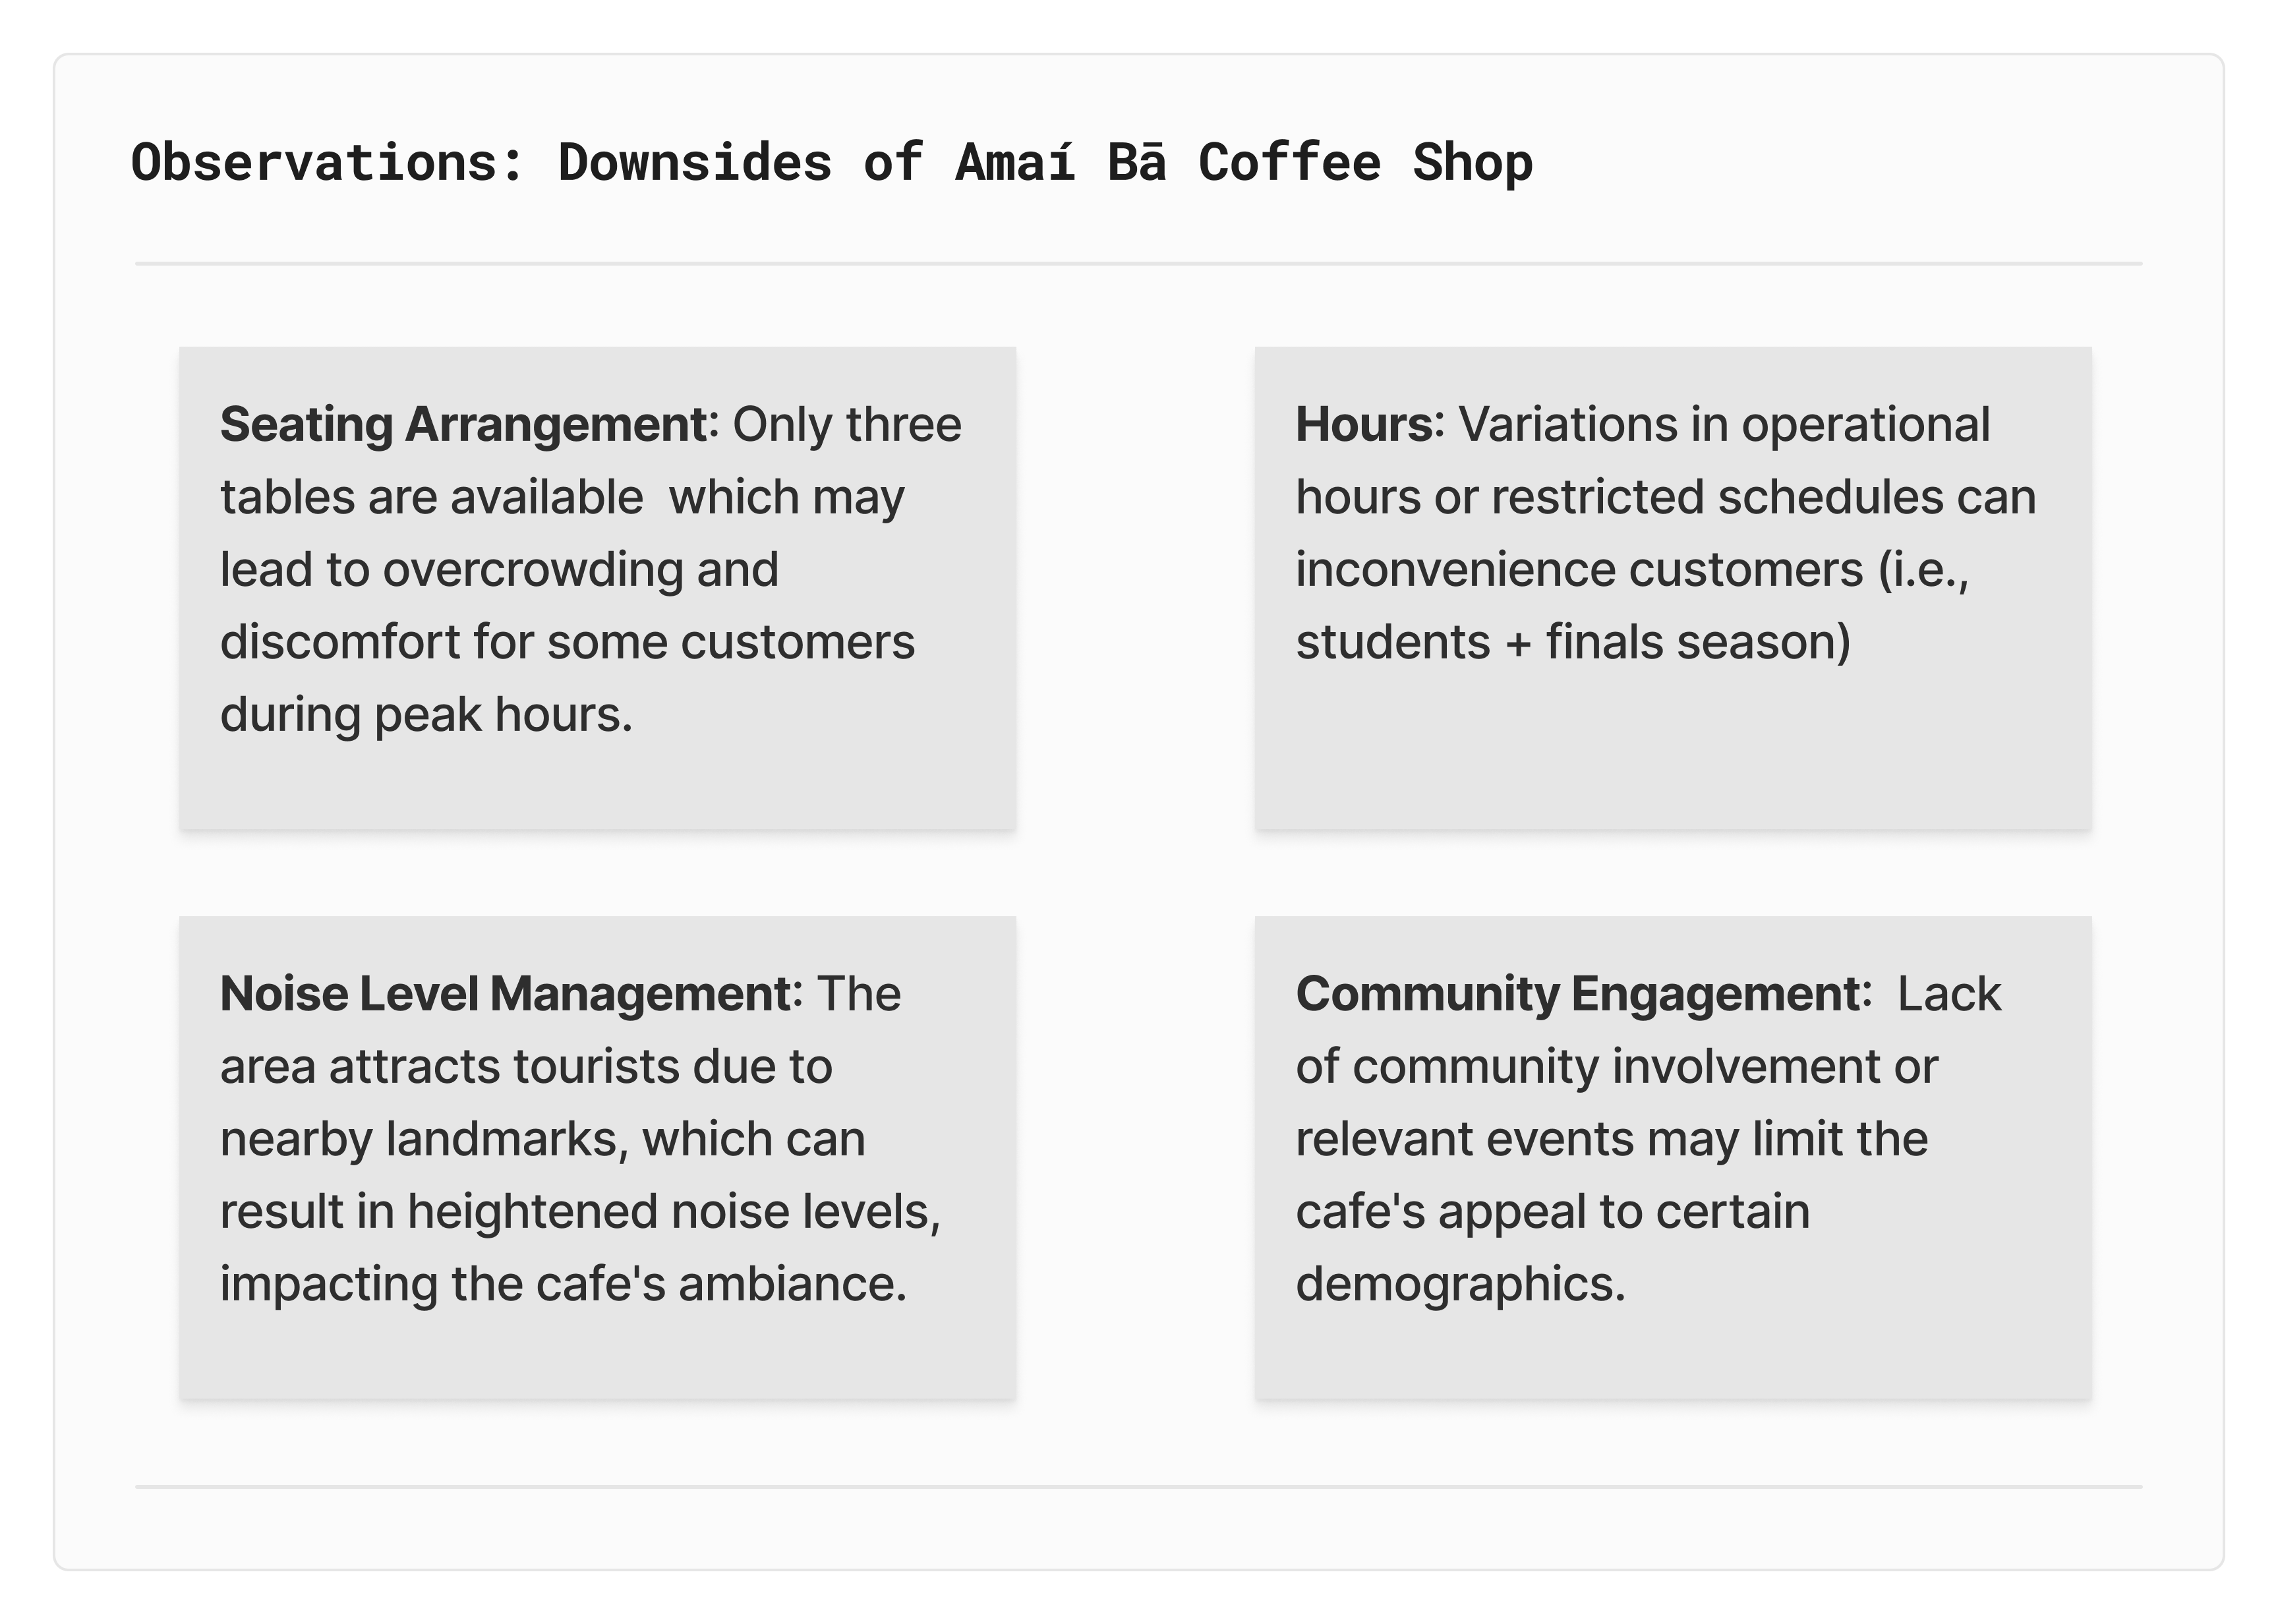 Observations: Downsides of Amaí Bā Coffee Shop
Seating Arrangement: Only three
tables are available  which may
lead to overcrowding and
discomfort for some customers
during peak hours.
Hours: Variations in operational
hours or restricted schedules can
inconvenience customers (i.e.,
students + finals season)
Noise Level Management: The
area attracts tourists due to
nearby landmarks, which can
result in heightened noise levels,
impacting the cafe's ambiance.
Community Engagement:  Lack
of community involvement or
relevant events may limit the
cafe's appeal to certain
demographics.